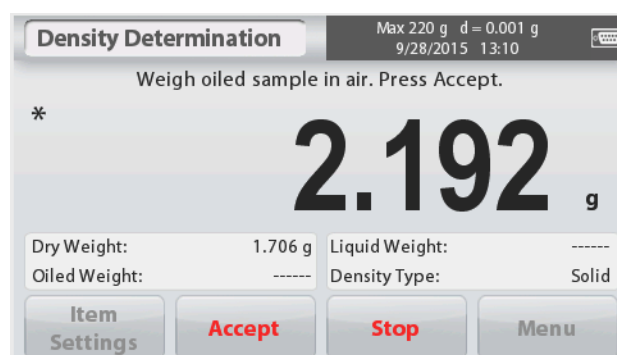 Density Determination
Max 220 g d = 0.001 g
9/28/2015 13:10
Weigh oiled sample in air. Press Accept.
*
2.192 g
Dry Weight: 1.706 g Liquid Weight: ------
Oiled Weight: ------ Density Type: Solid
Item
Settings
Accept
Stop
Menu